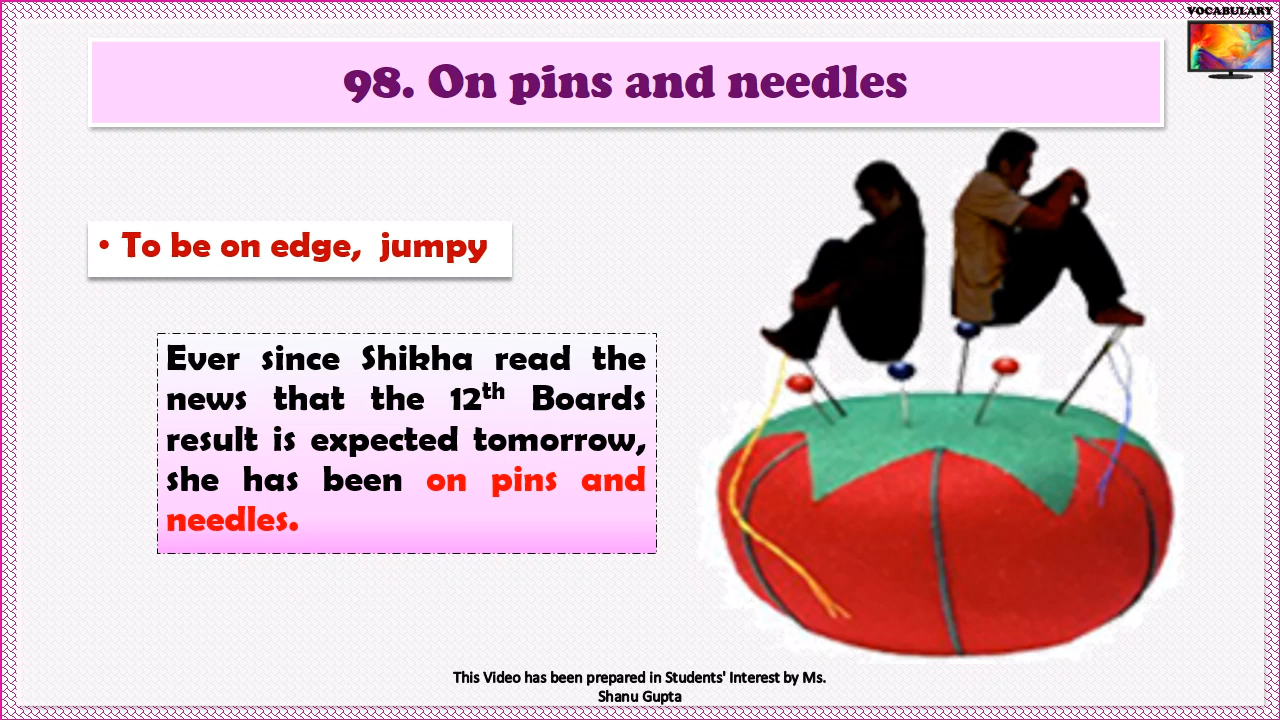 VOCABULARY
98. On pins and needles
• To be on edge, jumpy
Ever since Shikha read the
news that the 12th Boards
result is expected tomorrow,
she has been on pins and
needles.
This Video has been prepared in Students' Interest by Ms.
Shanu Gupta